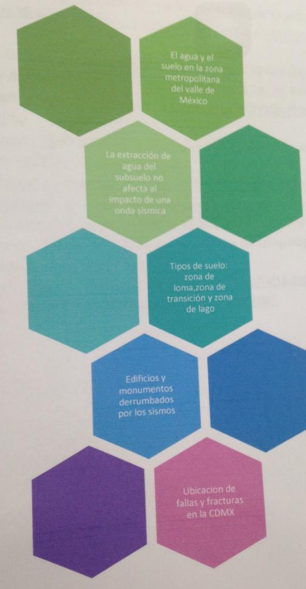 El agua y el
suelo en la zona
metropolitana
del valle de
México
La extracción de
agua del
subsuelo no
afecta al
impacto de una
onda sísmica
Tipos de suelo:
zona de
loma,zona de
transición y zona
de lago
Edificios y
monumentos
derrumbados
por los sismos
Ubicacion de
fallas y fracturas
en la CDMX